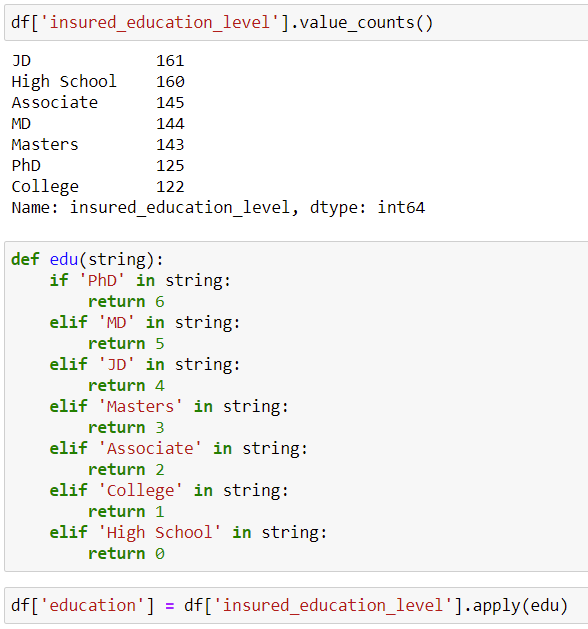 df['insured_education_level'].value_counts()
JD             161
High School    160
Associate      145
MD             144
Masters        143
PhD            125
College        122
Name: insured_education_level, dtype: int64
def edu(string):
    if 'PhD' in string:
        return 6
    elif 'MD' in string:
        return 5
    elif 'JD' in string:
        return 4
    elif 'Masters' in string:
        return 3
    elif 'Associate' in string:
        return 2
    elif 'College' in string:
        return 1
    elif 'High School' in string:
        return 0
df['education'] = df['insured_education_level'].apply(edu)